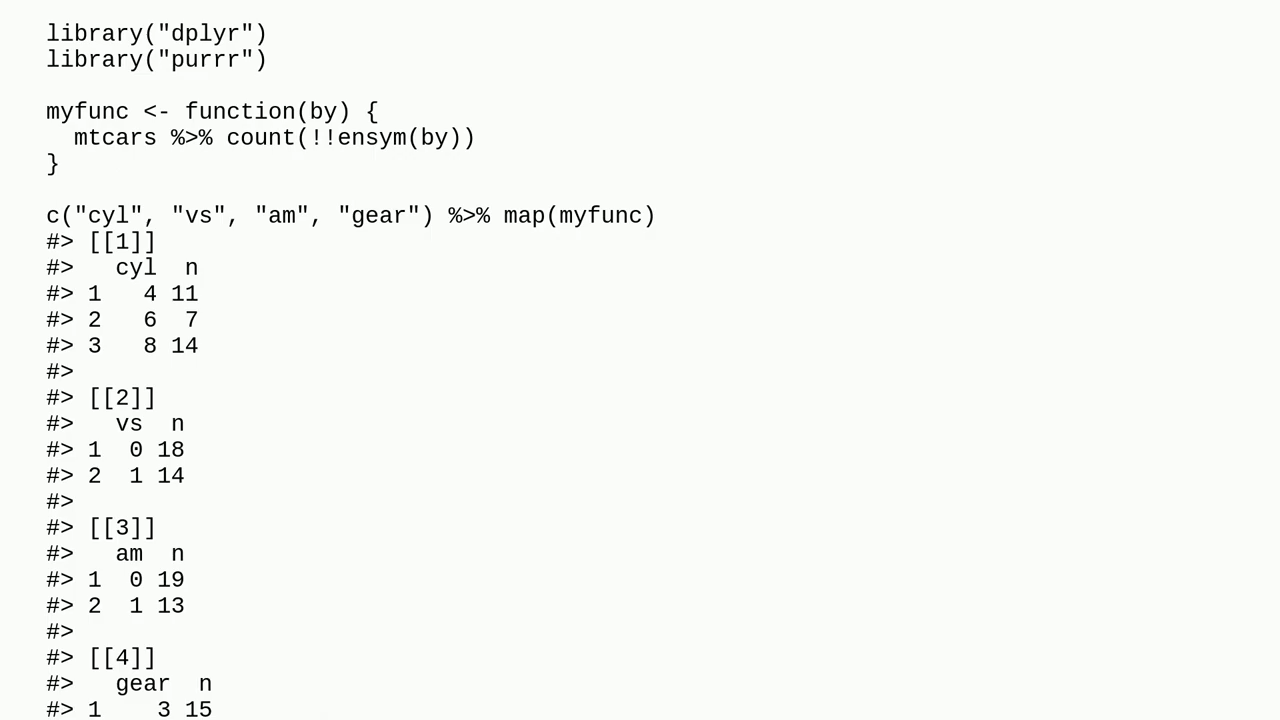 library("dplyr")
library("purrr")

myfunc <- function(by) {
  mtcars %>% count(!!ensym(by))
}

c("cyl", "vs", "am", "gear") %>% map(myfunc)
#> [[1]]
#>   cyl  n
#> 1   4 11
#> 2   6  7
#> 3   8 14
#>
#> [[2]]
#>   vs  n
#> 1  0 18
#> 2  1 14
#>
#> [[3]]
#>   am  n
#> 1  0 19
#> 2  1 13
#>
#> [[4]]
#>   gear  n
#> 1    3 15